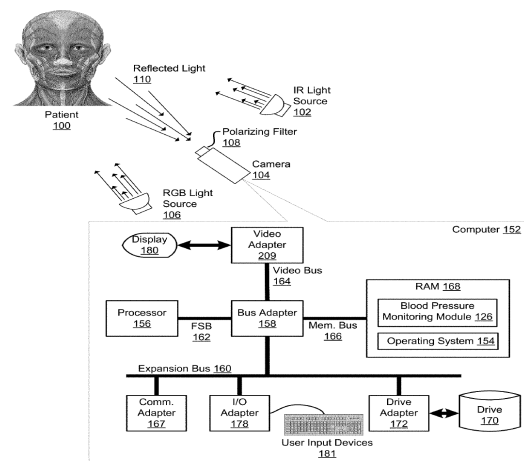 Reflected Light
110
IR Light
Source
102
Patient
100
Polarizing Filter
108
Camera
104
RGB Light
Source
106
Computer 152
Display
180
Video
Adapter
209
Video Bus
164
RAM 168
Blood Pressure
Monitoring Module 126
Operating System 154
Processor
156
FSB
162
Bus Adapter
158
Mem. Bus
166
Expansion Bus 160
Comm.
Adapter
167
I/O
Adapter
178
User Input Devices
181
Drive
Adapter
172
Drive
170